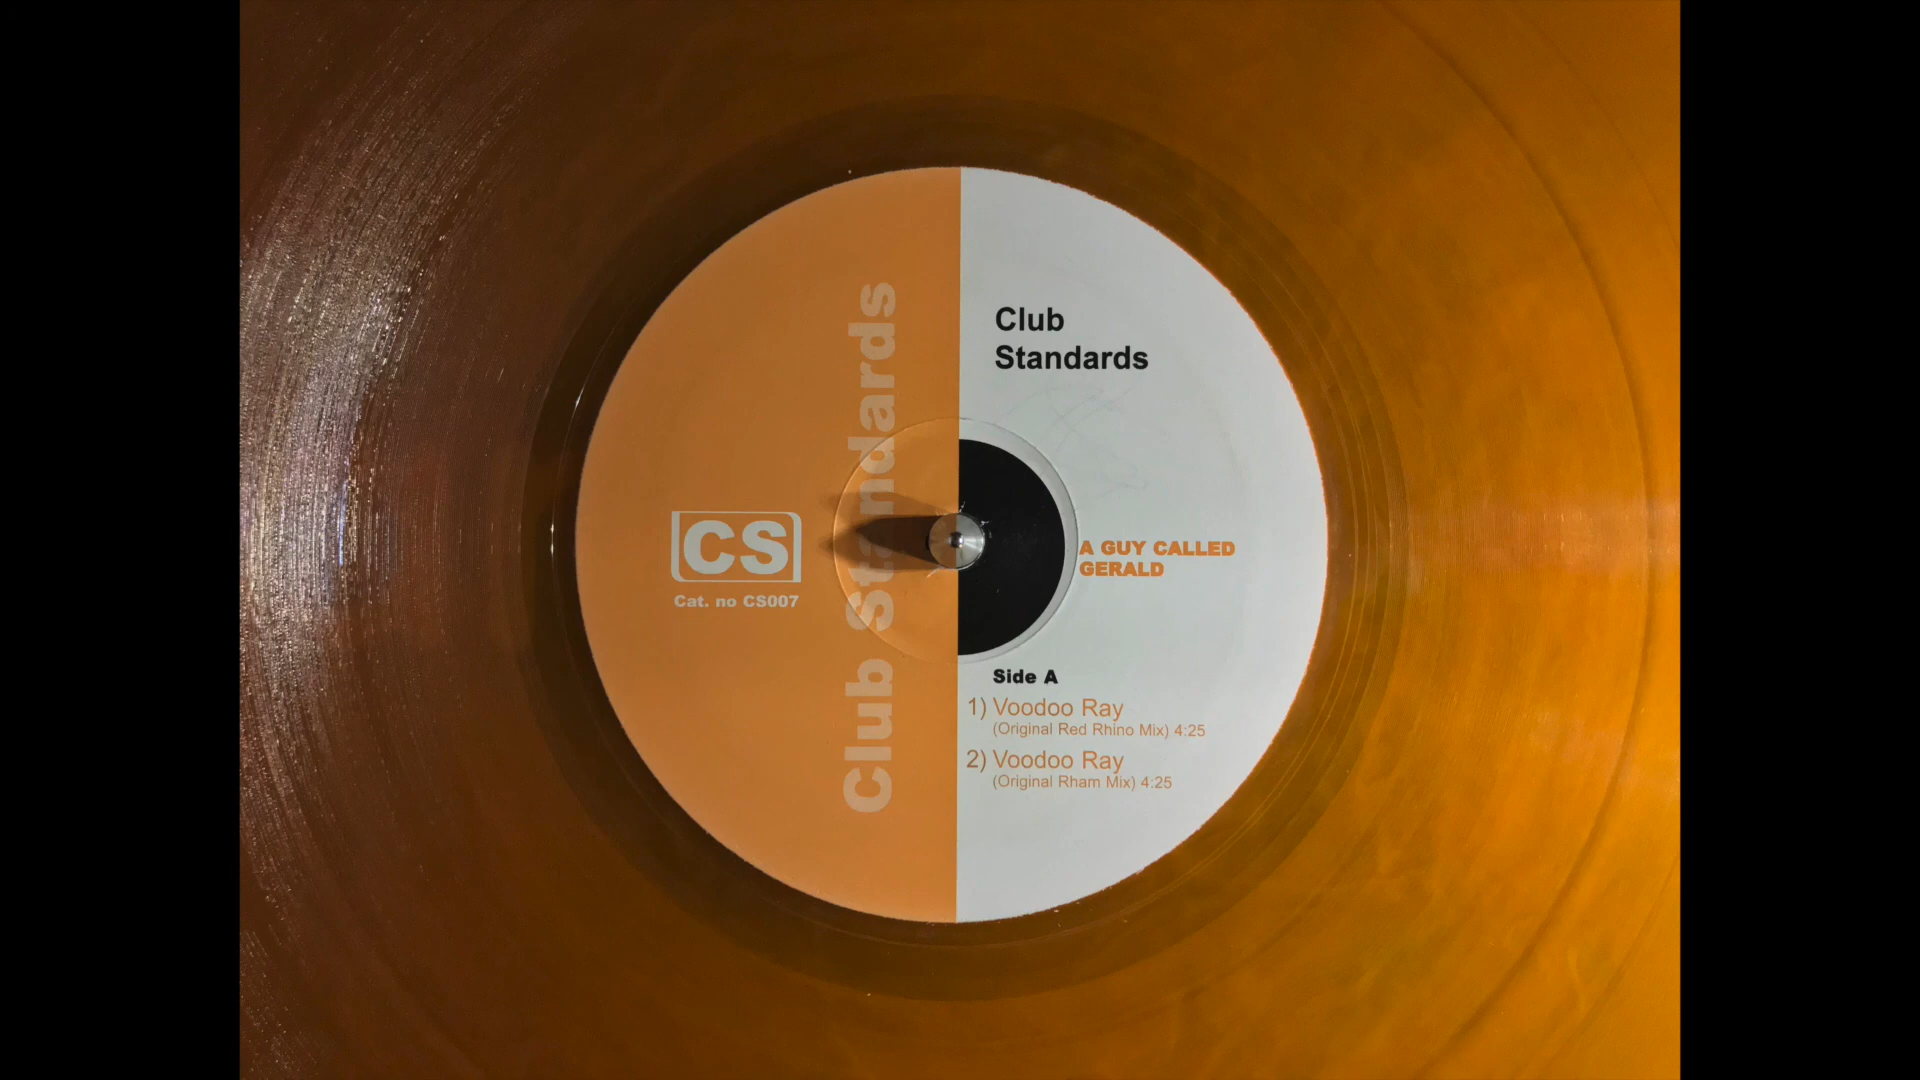 Club Standards
CS
Cat. no CS007
Club
Standards
A GUY CALLED
GERALD
Side A
1) Voodoo Ray
(Original Red Rhino Mix) 4:25
2) Voodoo Ray
(Original Rham Mix) 4:25